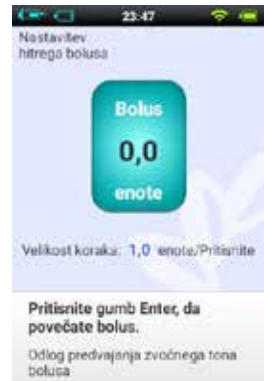 23:47
Nastavitev
hitrega bolusa
Bolus
0,0
enote
Velikost koraka: 1,0 enote/Pritisnite
Pritisnite gumb Enter, da
povečate bolus.
Odlog predvajanja zvočnega tona
bolusa